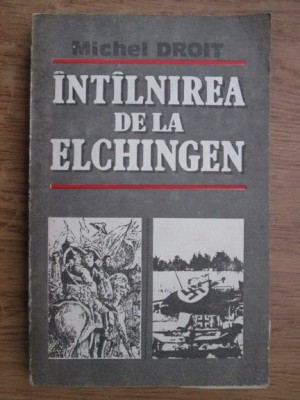 Michel DROIT
ÎNTÎLNIREA
DE LA
ELCHINGEN